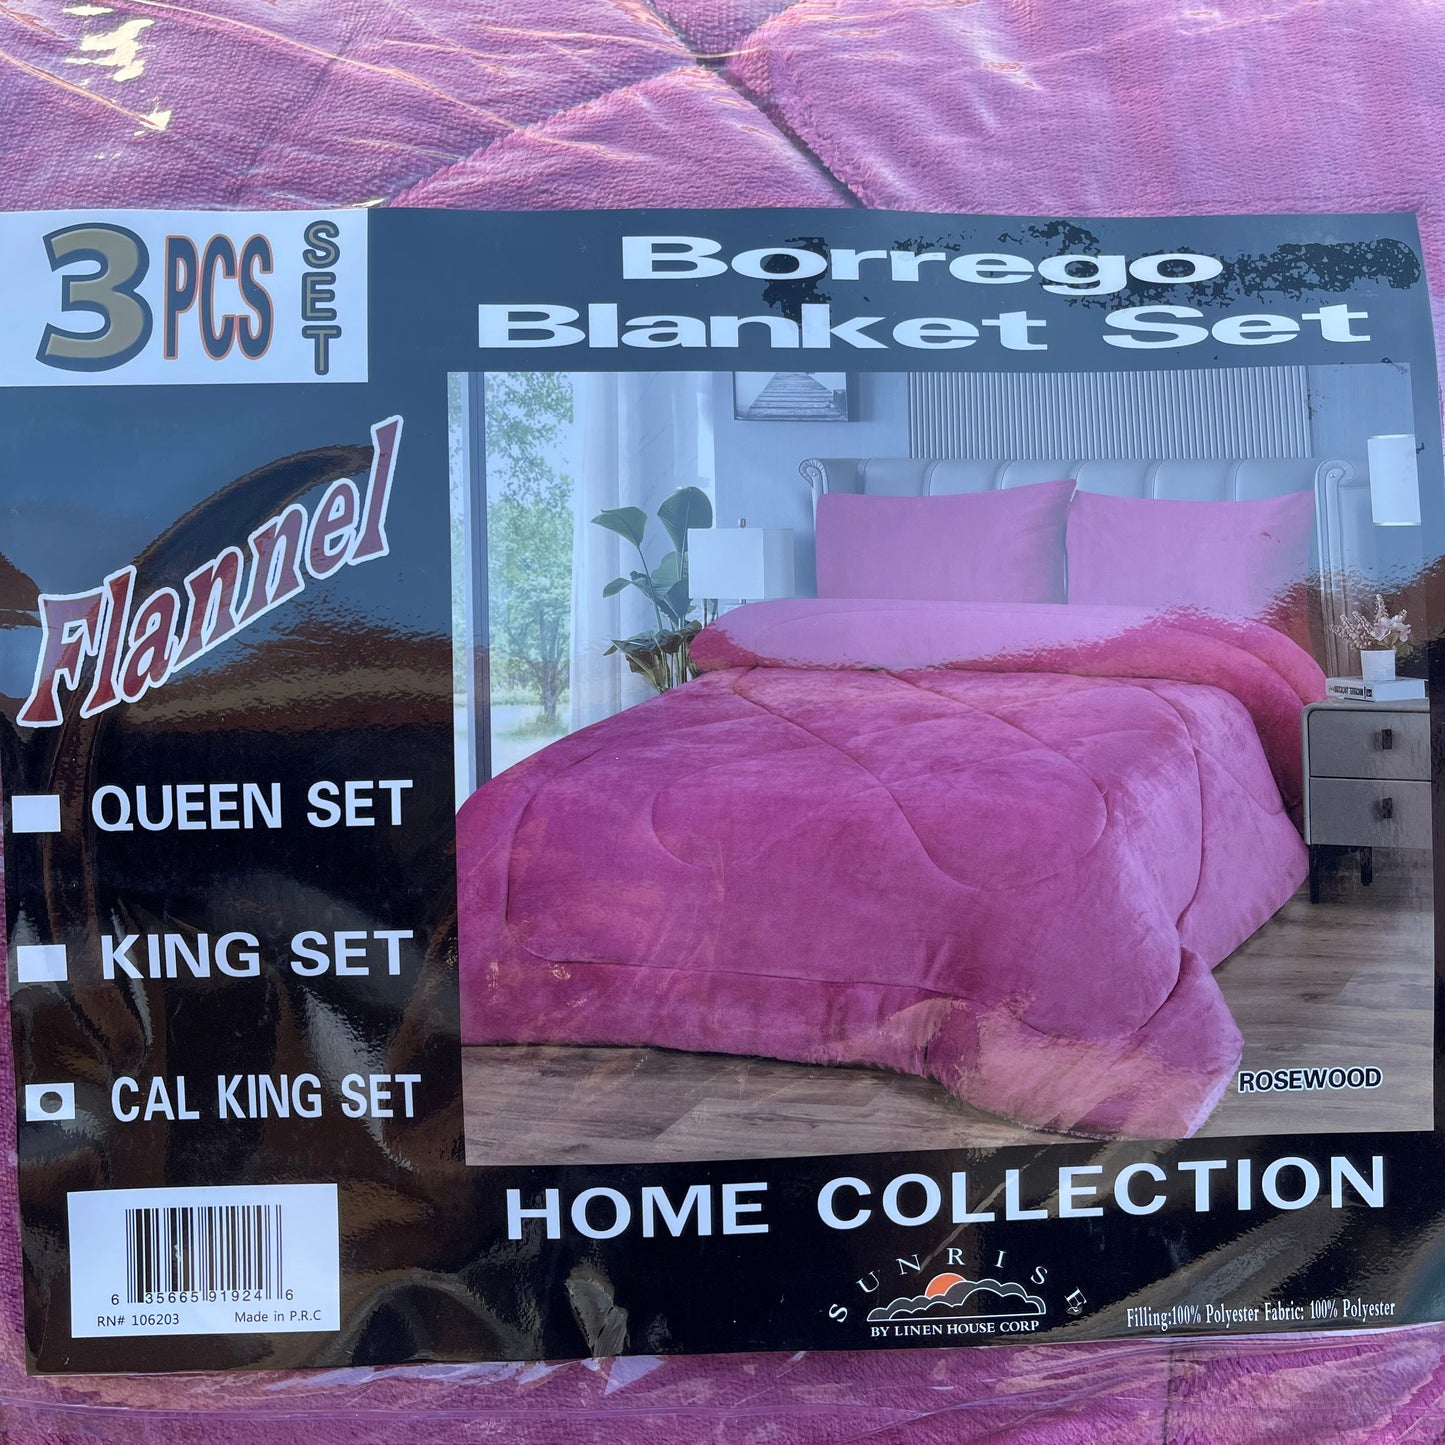 3 PCS SET
Borrego
Blanket Set
Flannel
QUEEN SET
KING SET
CAL KING SET
ROSEWOOD
HOME COLLECTION
SUNRISE
BY LINEN HOUSE CORP
Filling:100% Polyester Fabric: 100% Polyester
6 35665 91924 6
RN# 106203 Made in P.R.C